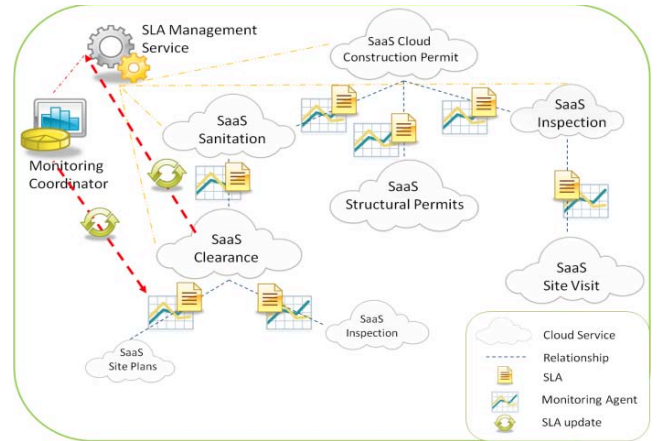 SLA Management
Service
SaaS Cloud
Construction Permit
SaaS
Sanitation
SaaS
Inspection
Monitoring
Coordinator
SaaS
Structural Permits
SaaS
Clearance
SaaS
Site Visit
SaaS
Inspection
SaaS
Site Plans
Cloud Service
Relationship
SLA
Monitoring Agent
SLA update